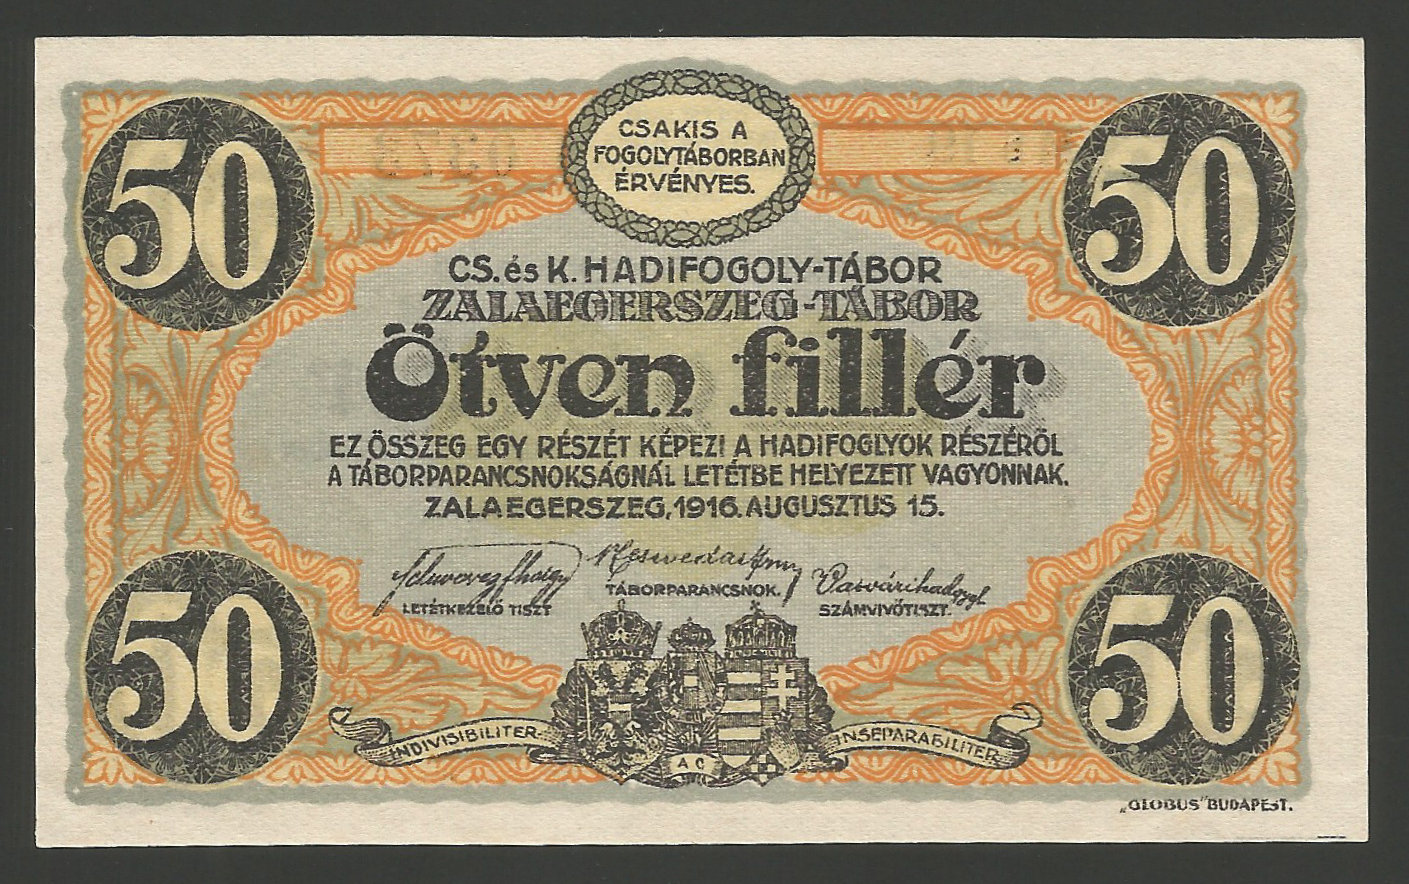 50
50
CSAKIS A
FOGOLYTÁBORBAN
ÉRVÉNYES.
CS. és K. HADIFOGOLY-TÁBOR
ZALAEGERSZEG-TÁBOR
Ötven fillér
EZ ÖSSZEG EGY RÉSZÉT KÉPEZI A HADIFOGLYOK RÉSZÉRŐL
A TÁBORPARANCSNOKSÁGNÁL LETÉTBE HELYEZETT VAGYONNAK.
ZALAEGERSZEG, 1916. AUGUSZTUS 15.
LETÉTKEZELŐ TISZT
TÁBORPARANCSNOK.
SZÁMVIVŐTISZT.
50
50
INDIVISIBILITER
INSEPARABILITER
A C
„GLOBUS" BUDAPEST.